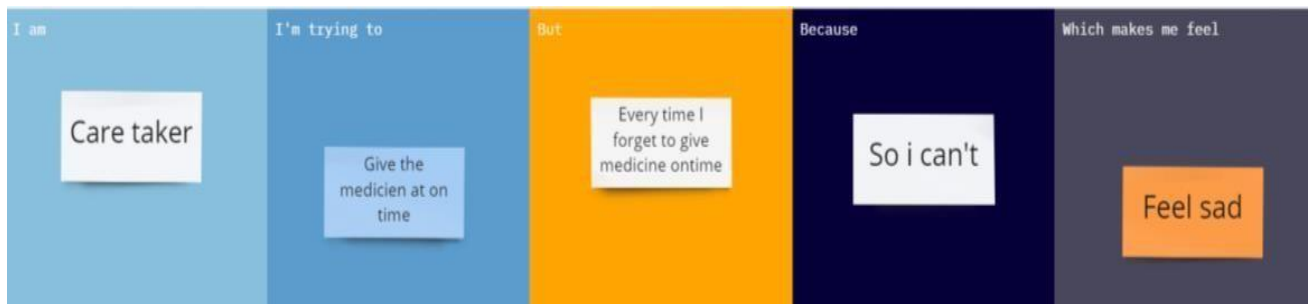 I am
Care taker
I'm trying to
Give the
medicien at on
time
But
Every time I
forget to give
medicine ontime
Because
So i can't
Which makes me feel
Feel sad